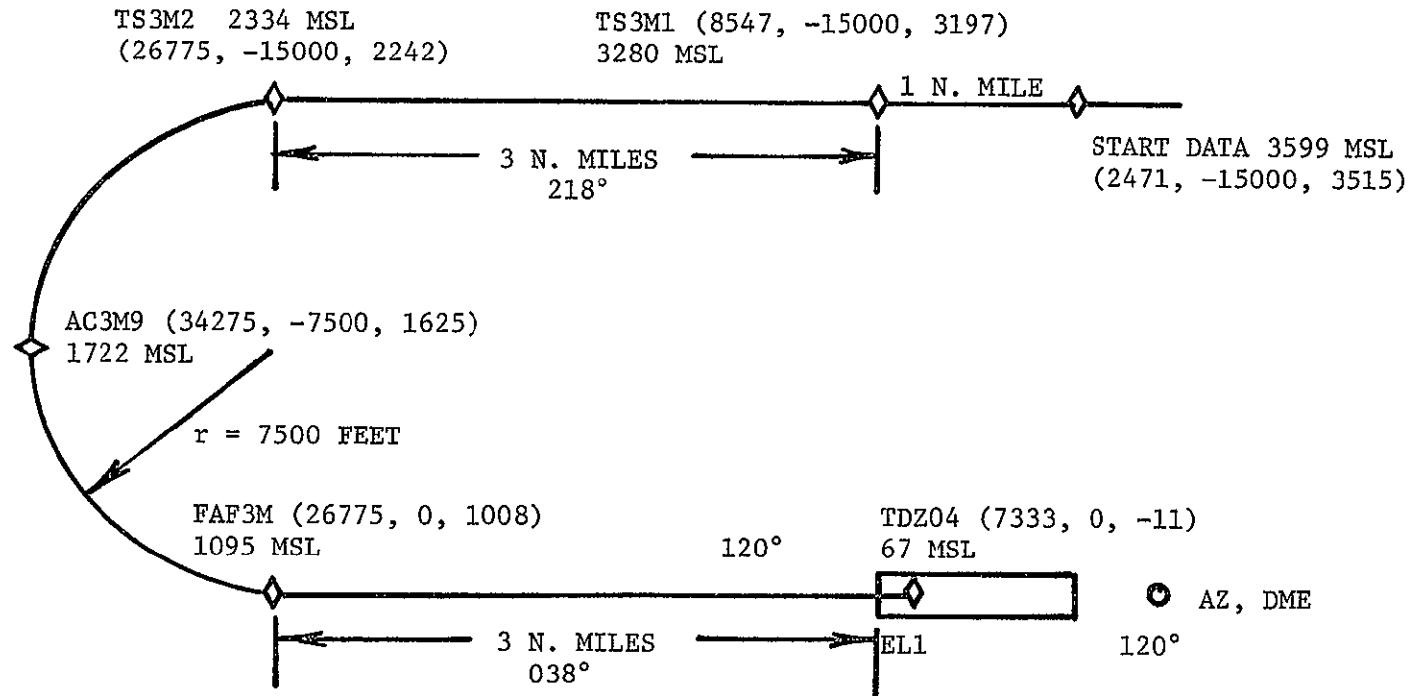 TS3M2 2334 MSL
(26775, -15000, 2242)
TS3M1 (8547, -15000, 3197)
3280 MSL
1 N. MILE
3 N. MILES
218°
START DATA 3599 MSL
(2471, -15000, 3515)
AC3M9 (34275, -7500, 1625)
1722 MSL
r = 7500 FEET
FAF3M (26775, 0, 1008)
1095 MSL
120°
TDZ04 (7333, 0, -11)
67 MSL
AZ, DME
3 N. MILES
038°
EL1
120°